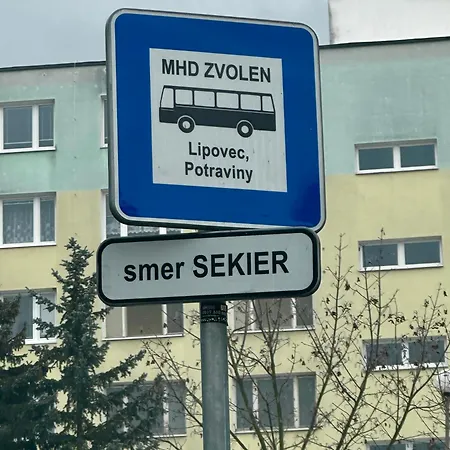 MHD ZVOLEN
Lipovec,
Potraviny
smer SEKIER